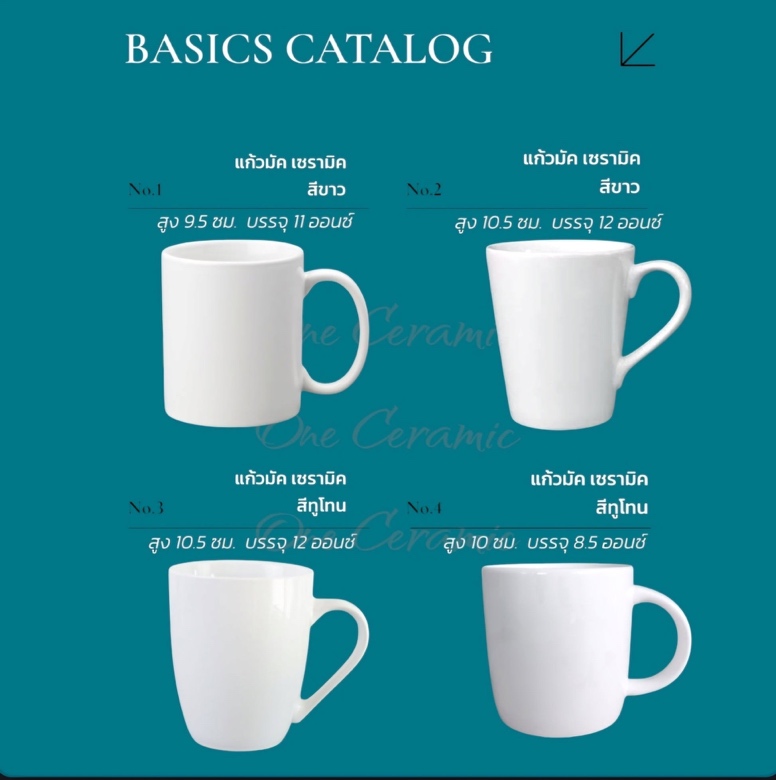 BASICS CATALOG
แก้วมัค เซรามิค
No.1 สีขาว
สูง 9.5 ซม. บรรจุ 11 ออนซ์
แก้วมัค เซรามิค
No.2 สีขาว
สูง 10.5 ซม. บรรจุ 12 ออนซ์
One Ceramic
One Ceramic
แก้วมัค เซรามิค
No.3 สีทูโทน
สูง 10.5 ซม. บรรจุ 12 ออนซ์
แก้วมัค เซรามิค
No.4 สีทูโทน
สูง 10 ซม. บรรจุ 8.5 ออนซ์
One Ceramic